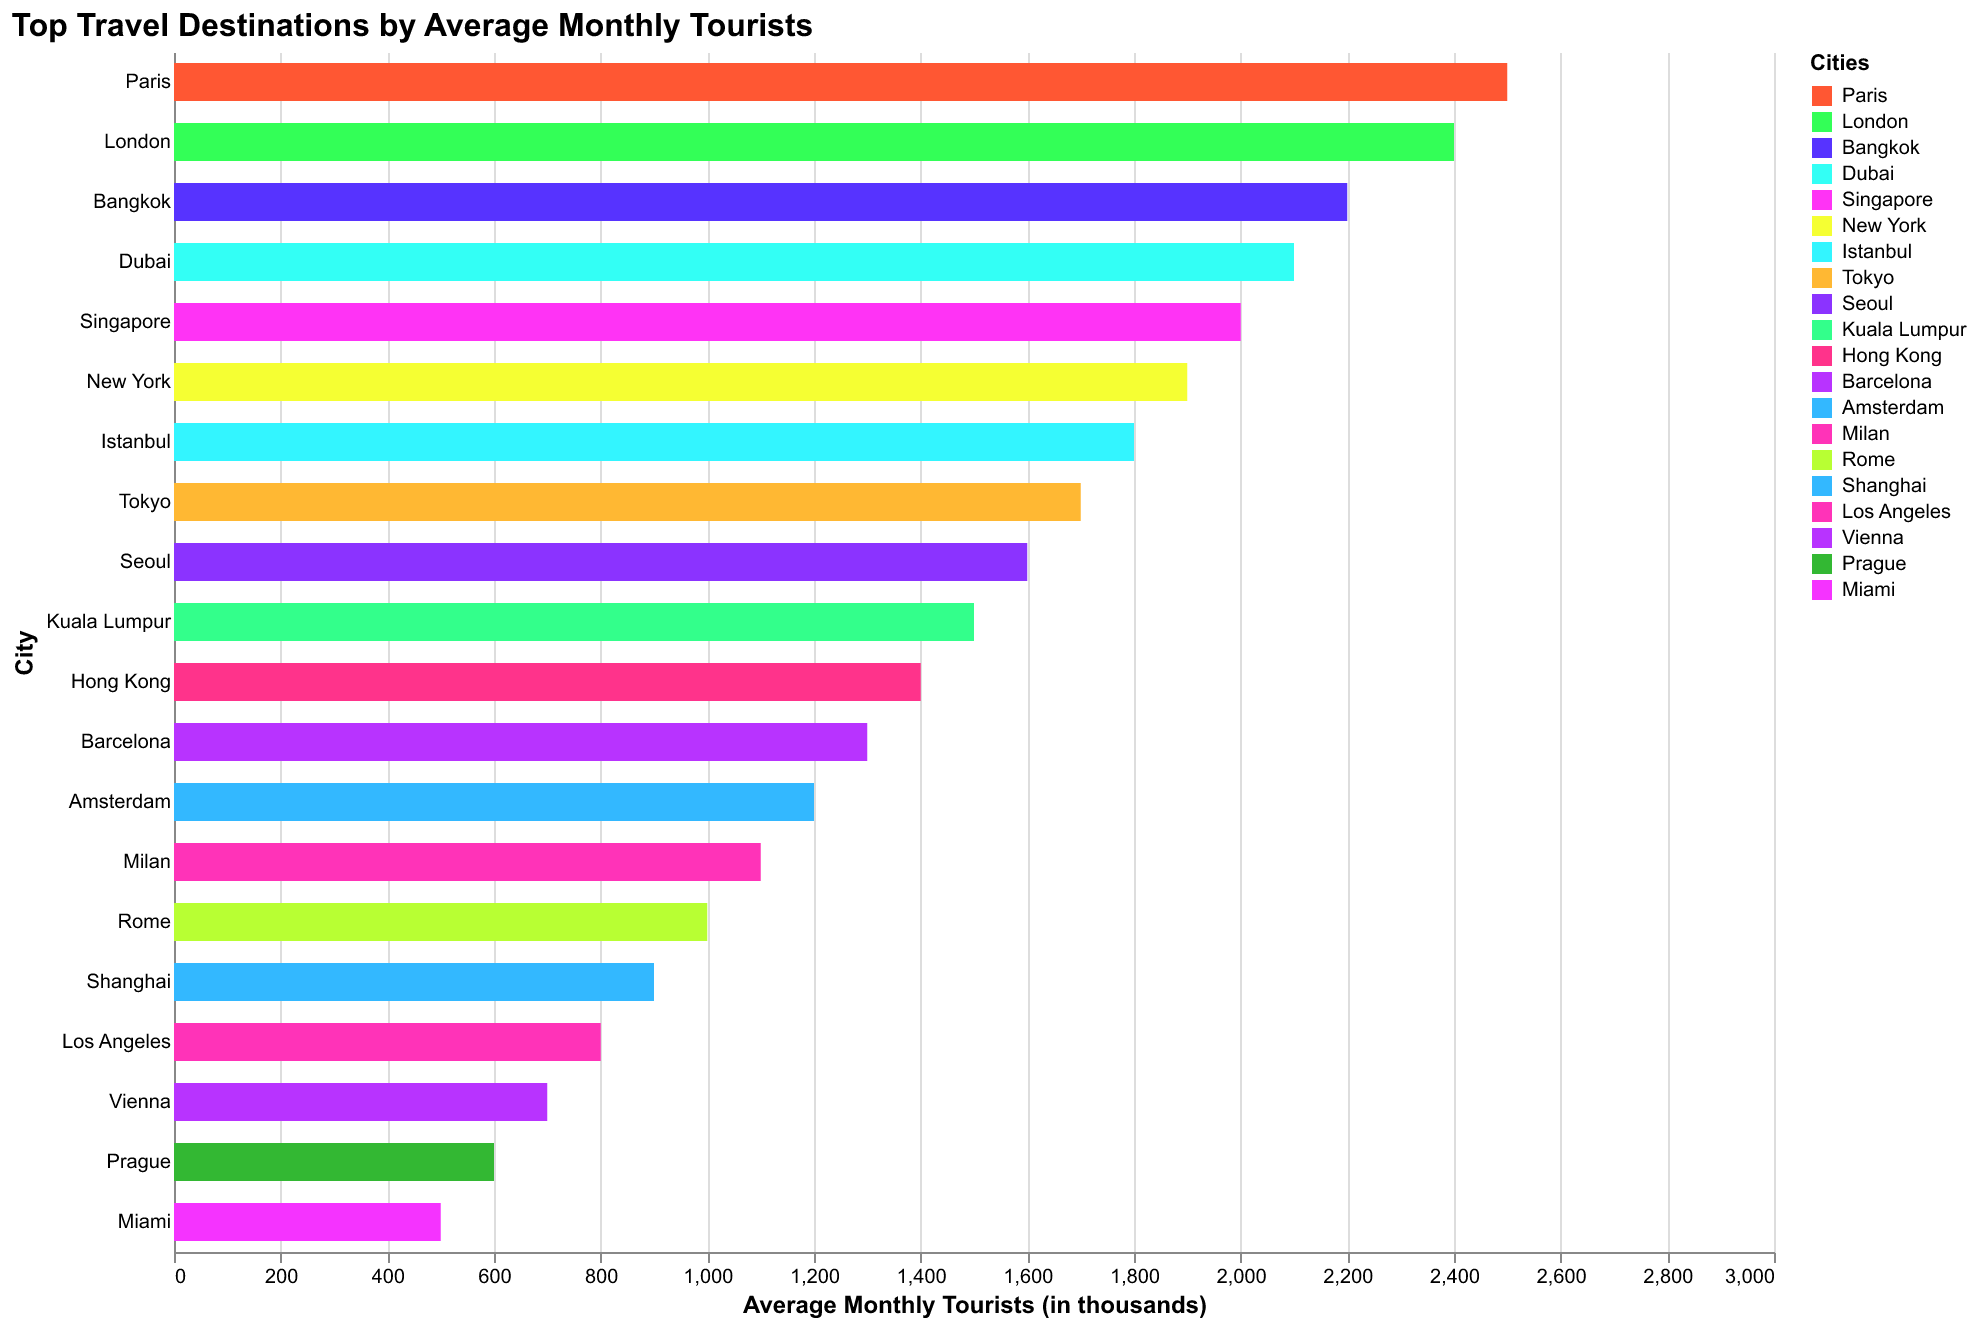 Top Travel Destinations by Average Monthly Tourists
City
Paris
London
Bangkok
Dubai
Singapore
New York
Istanbul
Tokyo
Seoul
Kuala Lumpur
Hong Kong
Barcelona
Amsterdam
Milan
Rome
Shanghai
Los Angeles
Vienna
Prague
Miami
0 200 400 600 800 1,000 1,200 1,400 1,600 1,800 2,000 2,200 2,400 2,600 2,800 3,000
Average Monthly Tourists (in thousands)
Cities
Paris
London
Bangkok
Dubai
Singapore
New York
Istanbul
Tokyo
Seoul
Kuala Lumpur
Hong Kong
Barcelona
Amsterdam
Milan
Rome
Shanghai
Los Angeles
Vienna
Prague
Miami